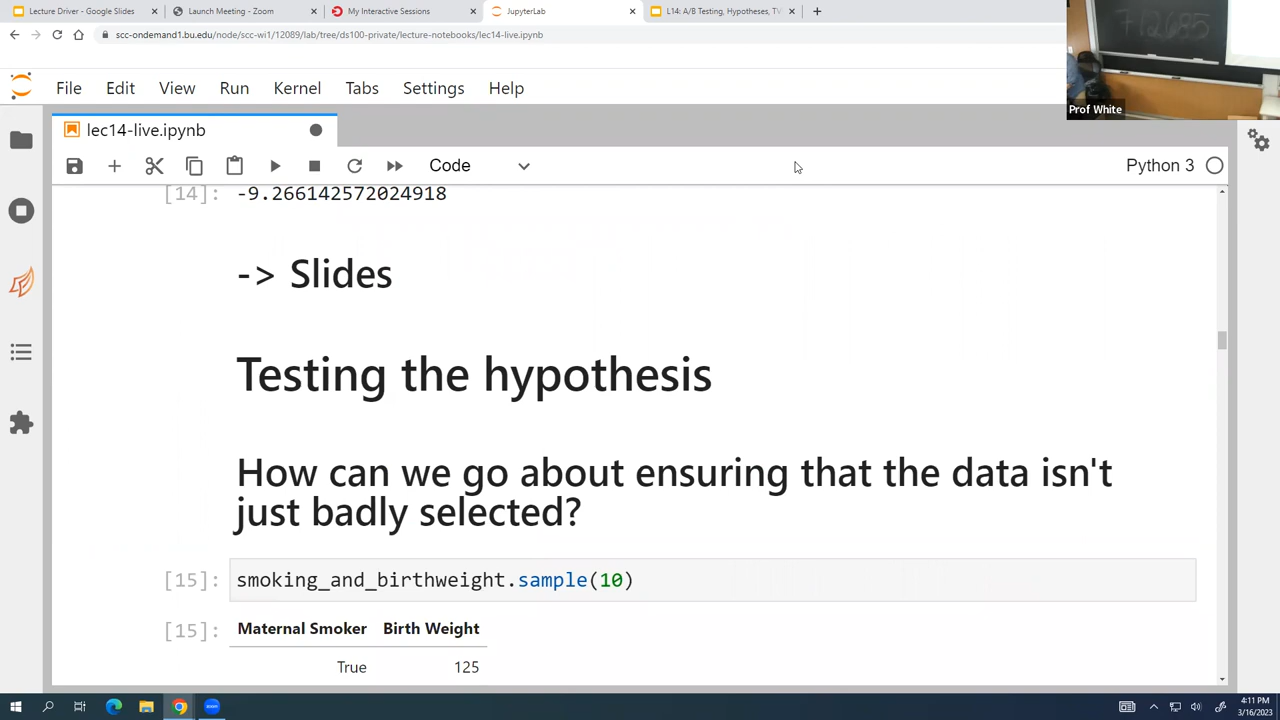 Lecture Driver - Google Slides
Launch Meeting - Zoom
My Interactive Sessions
JupyterLab
L14: A/B Testing, Hypotheses, TV
scc-ondemand1.bu.edu/node/scc-wi1/12089/lab/tree/ds100-private/lecture-notebooks/lec14-live.ipynb
712685
Prof White
File Edit View Run Kernel Tabs Settings Help
lec14-live.ipynb
Code
Python 3
[14]: -9.266142572024918
-> Slides
Testing the hypothesis
How can we go about ensuring that the data isn't
just badly selected?
[15]: smoking_and_birthweight.sample(10)
[15]: Maternal Smoker Birth Weight
True 125
4:11 PM
3/16/2023